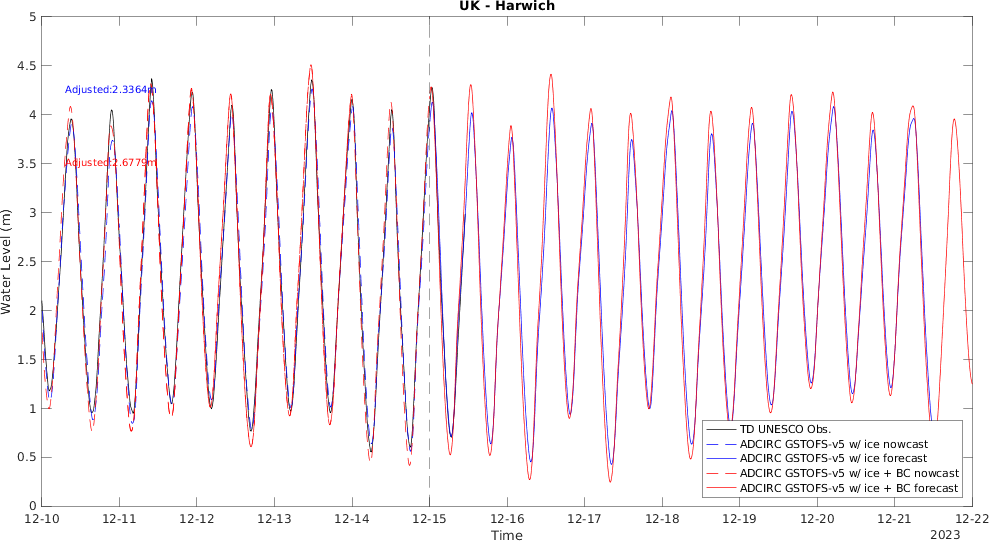 UK - Harwich
5
4.5
4
3.5
3
2.5
2
1.5
1
0.5
0
Water Level (m)
Adjusted:2.3364m
Adjusted:2.6779m
TD UNESCO Obs.
ADCIRC GSTOFS-v5 w/ ice nowcast
ADCIRC GSTOFS-v5 w/ ice forecast
ADCIRC GSTOFS-v5 w/ ice + BC nowcast
ADCIRC GSTOFS-v5 w/ ice + BC forecast
12-10 12-11 12-12 12-13 12-14 12-15 12-16 12-17 12-18 12-19 12-20 12-21 12-22
Time
2023